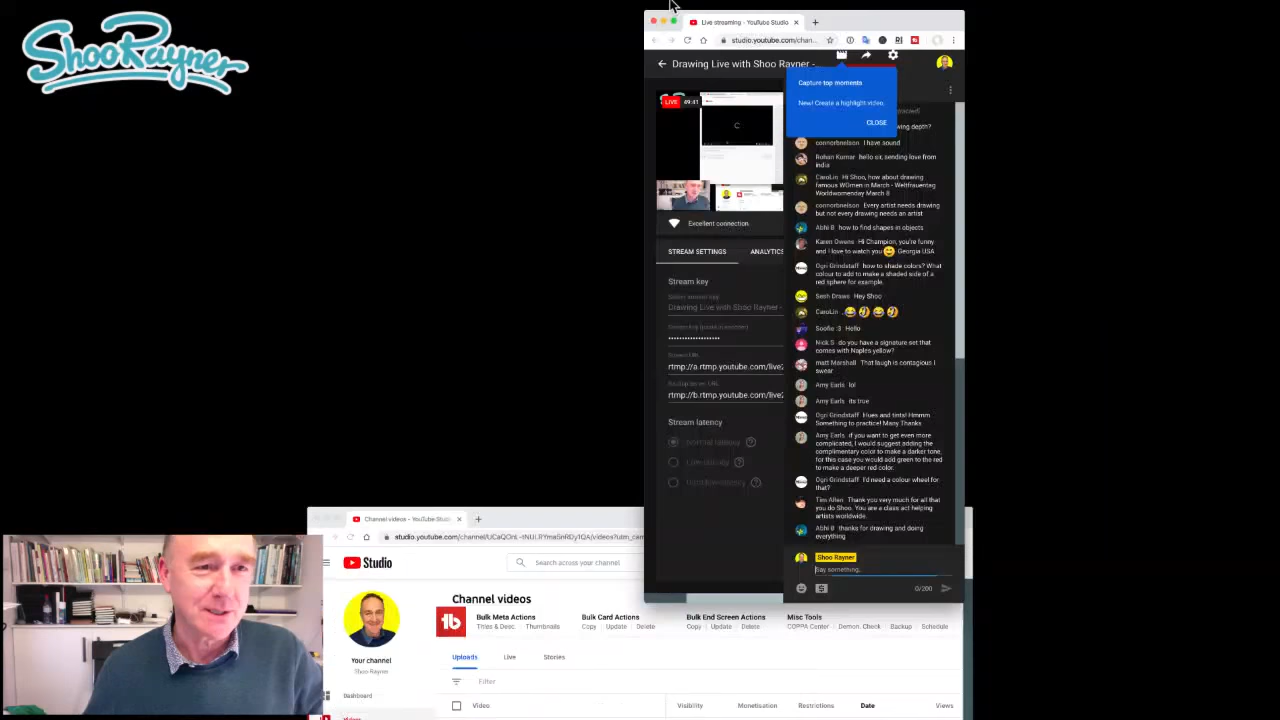 Shoo Rayner
Live streaming - YouTube Studio
studio.youtube.com/chan
Drawing Live with Shoo Rayner -
Capture top moments
New! Create a highlight video.
CLOSE
LIVE 49:41
wing depth?
connorbnelson I have sound
Rohan Kumar hello sir, sending love from
india
CaroLin Hi Shoo, how about drawing
famous WOmen in March - Weltfrauentag
Worldwomenday March 8
connorbnelson Every artist needs drawing
but not every drawing needs an artist
Abhi B how to find shapes in objects
Karen Owens Hi Champion, you're funny
and I love to watch you 😄 Georgia USA
Ogri Grindstaff how to shade colors? What
colour to add to make a shaded side of a
red sphere for example.
Sesh Draws Hey Shoo
CaroLin 😂🤣😂🤣
Soofie :3 Hello
Nick S do you have a signature set that
comes with Naples yellow?
matt Marshall That laugh is contagious I
swear
Amy Earls lol
Amy Earls its true
Ogri Grindstaff Hues and tints! Hmmm
Something to practice! Many Thanks
Amy Earls if you want to get even more
complicated, I would suggest adding the
complimentary color to make a darker tone,
for this case you would add green to the red
to make a deeper red color.
Ogri Grindstaff I'd need a colour wheel for
that?
Tim Allen Thank you very much for all that
you do Shoo. You are a class act helping
artists worldwide.
Abhi B thanks for drawing and doing
everything
Shoo Rayner
Say something.
0/200
Excellent connection
STREAM SETTINGS ANALYTICS
Stream key
Drawing Live with Shoo Rayner -
Stream URL
rtmp://a.rtmp.youtube.com/live2
rtmp://b.rtmp.youtube.com/live2
Stream latency
Normal latency
Channel videos - YouTube Studio
Studio
Search across your channel
Channel videos
Bulk Meta Actions Bulk Card Actions Bulk End Screen Actions Misc Tools
Titles & Desc. Thumbnails Copy Update Delete Copy Update Delete COPPA Center Demon. Check Backup Schedule
Your channel
Shoo Rayner
Dashboard
Videos
Uploads Live Stories
Filter
Video Visibility Monetisation Restrictions Date Views